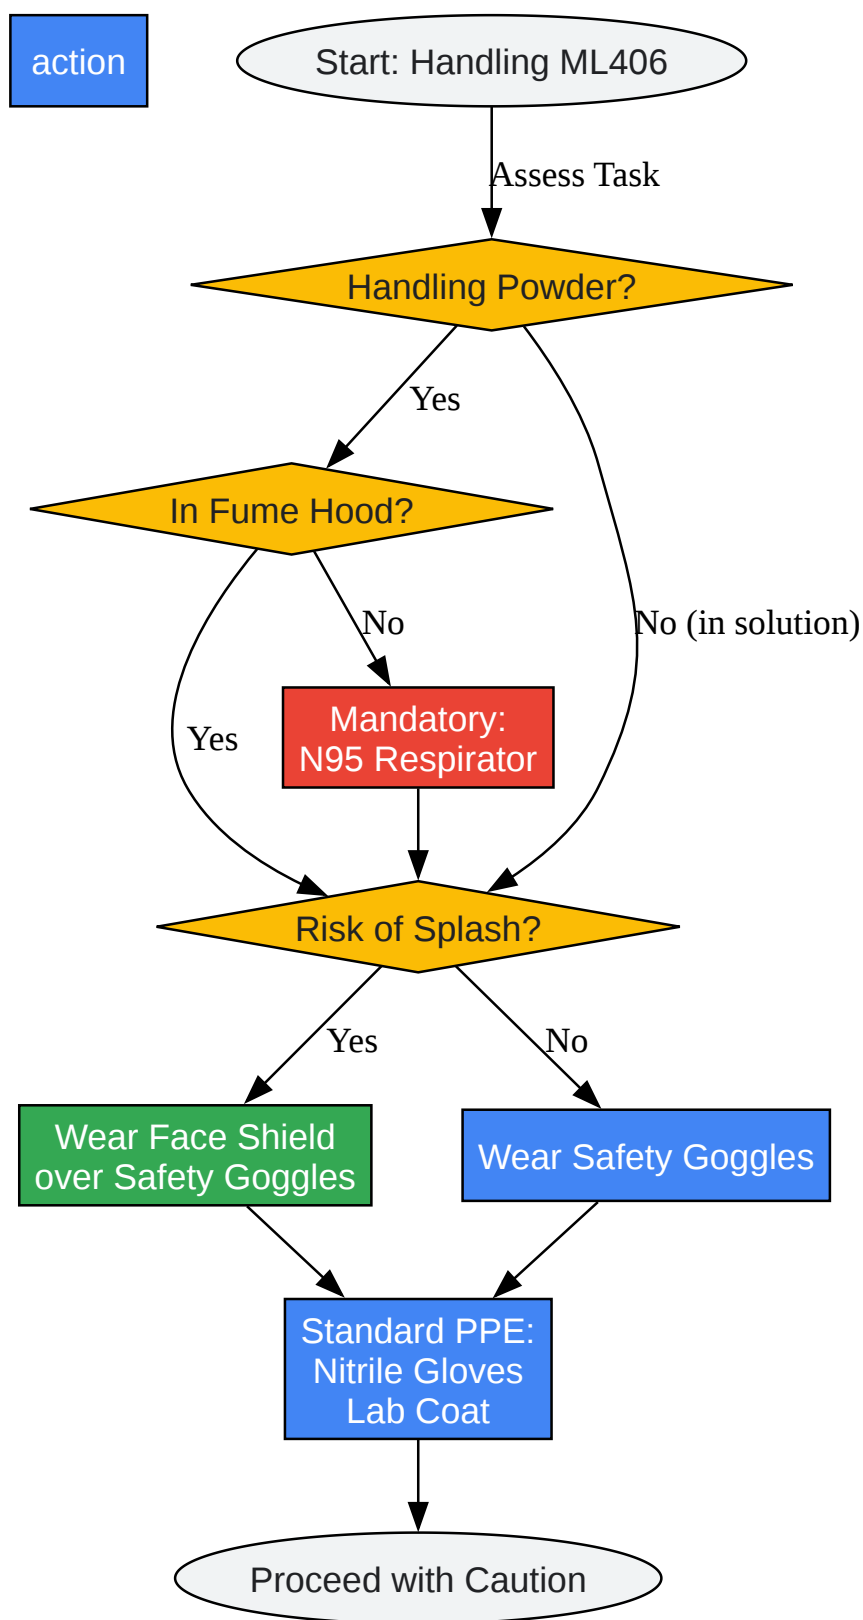 action
Start: Handling ML406
Assess Task
Handling Powder?
Yes
In Fume Hood?
No
No (in solution)
Mandatory:
N95 Respirator
Yes
Risk of Splash?
Yes
No
Wear Face Shield
over Safety Goggles
Wear Safety Goggles
Standard PPE:
Nitrile Gloves
Lab Coat
Proceed with Caution